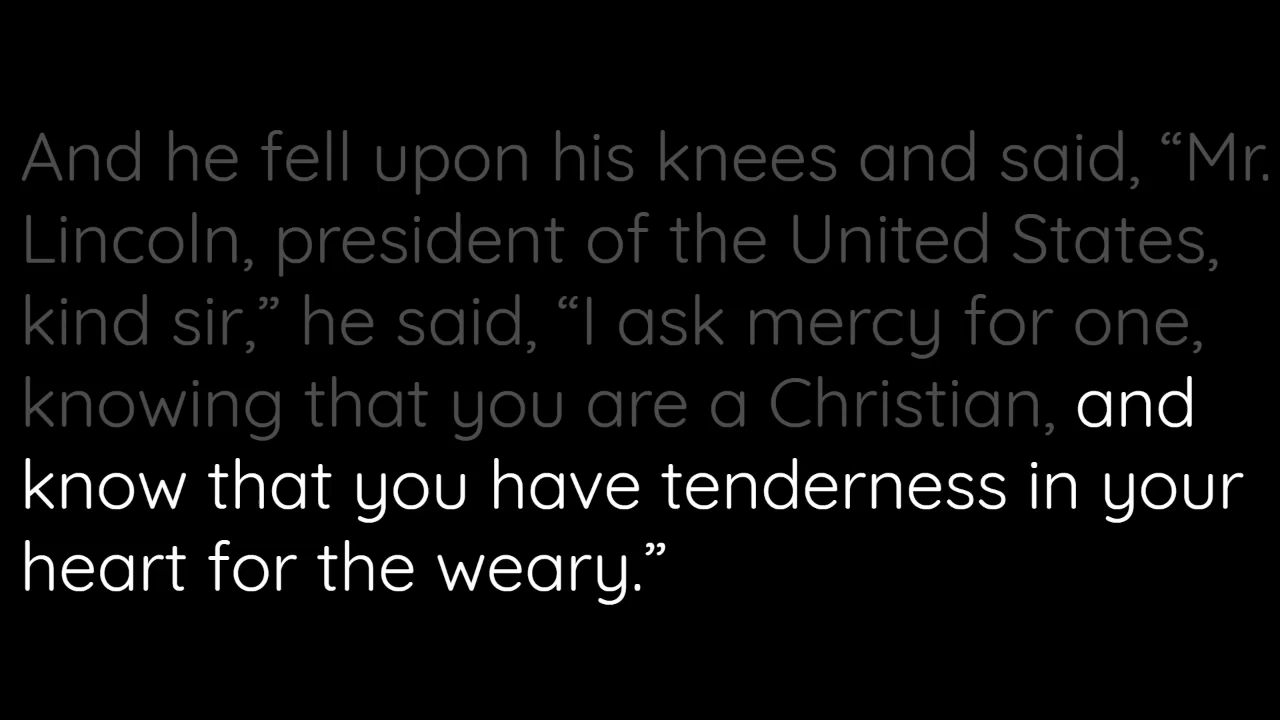 And he fell upon his knees and said, “Mr.
Lincoln, president of the United States,
kind sir,” he said, “I ask mercy for one,
knowing that you are a Christian, and
know that you have tenderness in your
heart for the weary.”